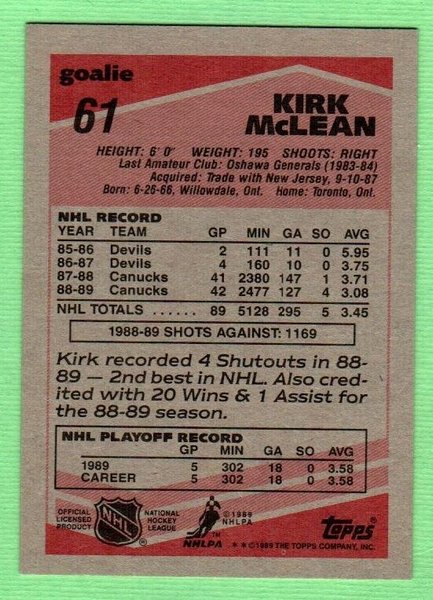 goalie
61
KIRK
McLEAN
HEIGHT: 6' 0" WEIGHT: 195 SHOOTS: RIGHT
Last Amateur Club: Oshawa Generals (1983-84)
Acquired: Trade with New Jersey, 9-10-87
Born: 6-26-66, Willowdale, Ont. Home: Toronto, Ont.
NHL RECORD
YEAR TEAM GP MIN GA SO AVG
85-86 Devils 2 111 11 0 5.95
86-87 Devils 4 160 10 0 3.75
87-88 Canucks 41 2380 147 1 3.71
88-89 Canucks 42 2477 127 4 3.08
NHL TOTALS ...... 89 5128 295 5 3.45
1988-89 SHOTS AGAINST: 1169
Kirk recorded 4 Shutouts in 88-
89 — 2nd best in NHL. Also cred-
ited with 20 Wins & 1 Assist for
the 88-89 season.
NHL PLAYOFF RECORD
GP MIN GA SO AVG
1989 5 302 18 0 3.58
CAREER 5 302 18 0 3.58
OFFICIAL
LICENSED
PRODUCT
NHL
NATIONAL
HOCKEY
LEAGUE
TM
NHLPA
© 1989
NHLPA
TOPPS
* * © 1989 THE TOPPS COMPANY, INC.